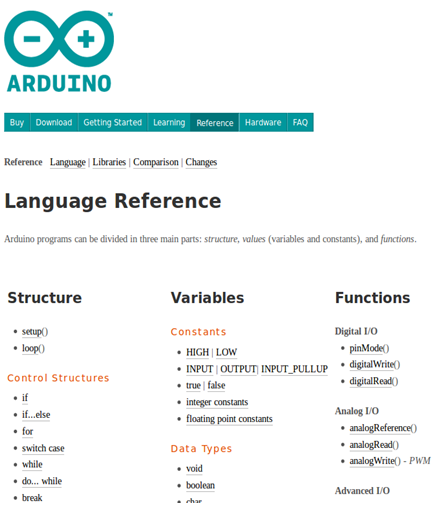 ARDUINO™
Buy Download Getting Started Learning Reference Hardware FAQ
Reference Language | Libraries | Comparison | Changes
Language Reference
Arduino programs can be divided in three main parts: structure, values (variables and constants), and functions.
Structure
setup()
loop()
Control Structures
if
if...else
for
switch case
while
do... while
break
Variables
Constants
HIGH | LOW
INPUT | OUTPUT| INPUT_PULLUP
true | false
integer constants
floating point constants
Data Types
void
boolean
char
Functions
Digital I/O
pinMode()
digitalWrite()
digitalRead()
Analog I/O
analogReference()
analogRead()
analogWrite() - PWM
Advanced I/O